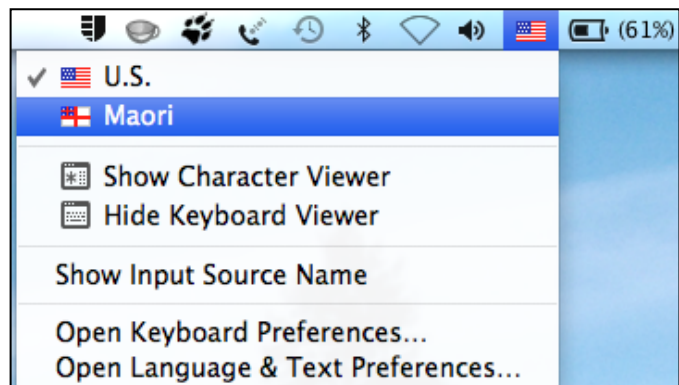 (61%)
U.S.
Maori
Show Character Viewer
Hide Keyboard Viewer
Show Input Source Name
Open Keyboard Preferences…
Open Language & Text Preferences…